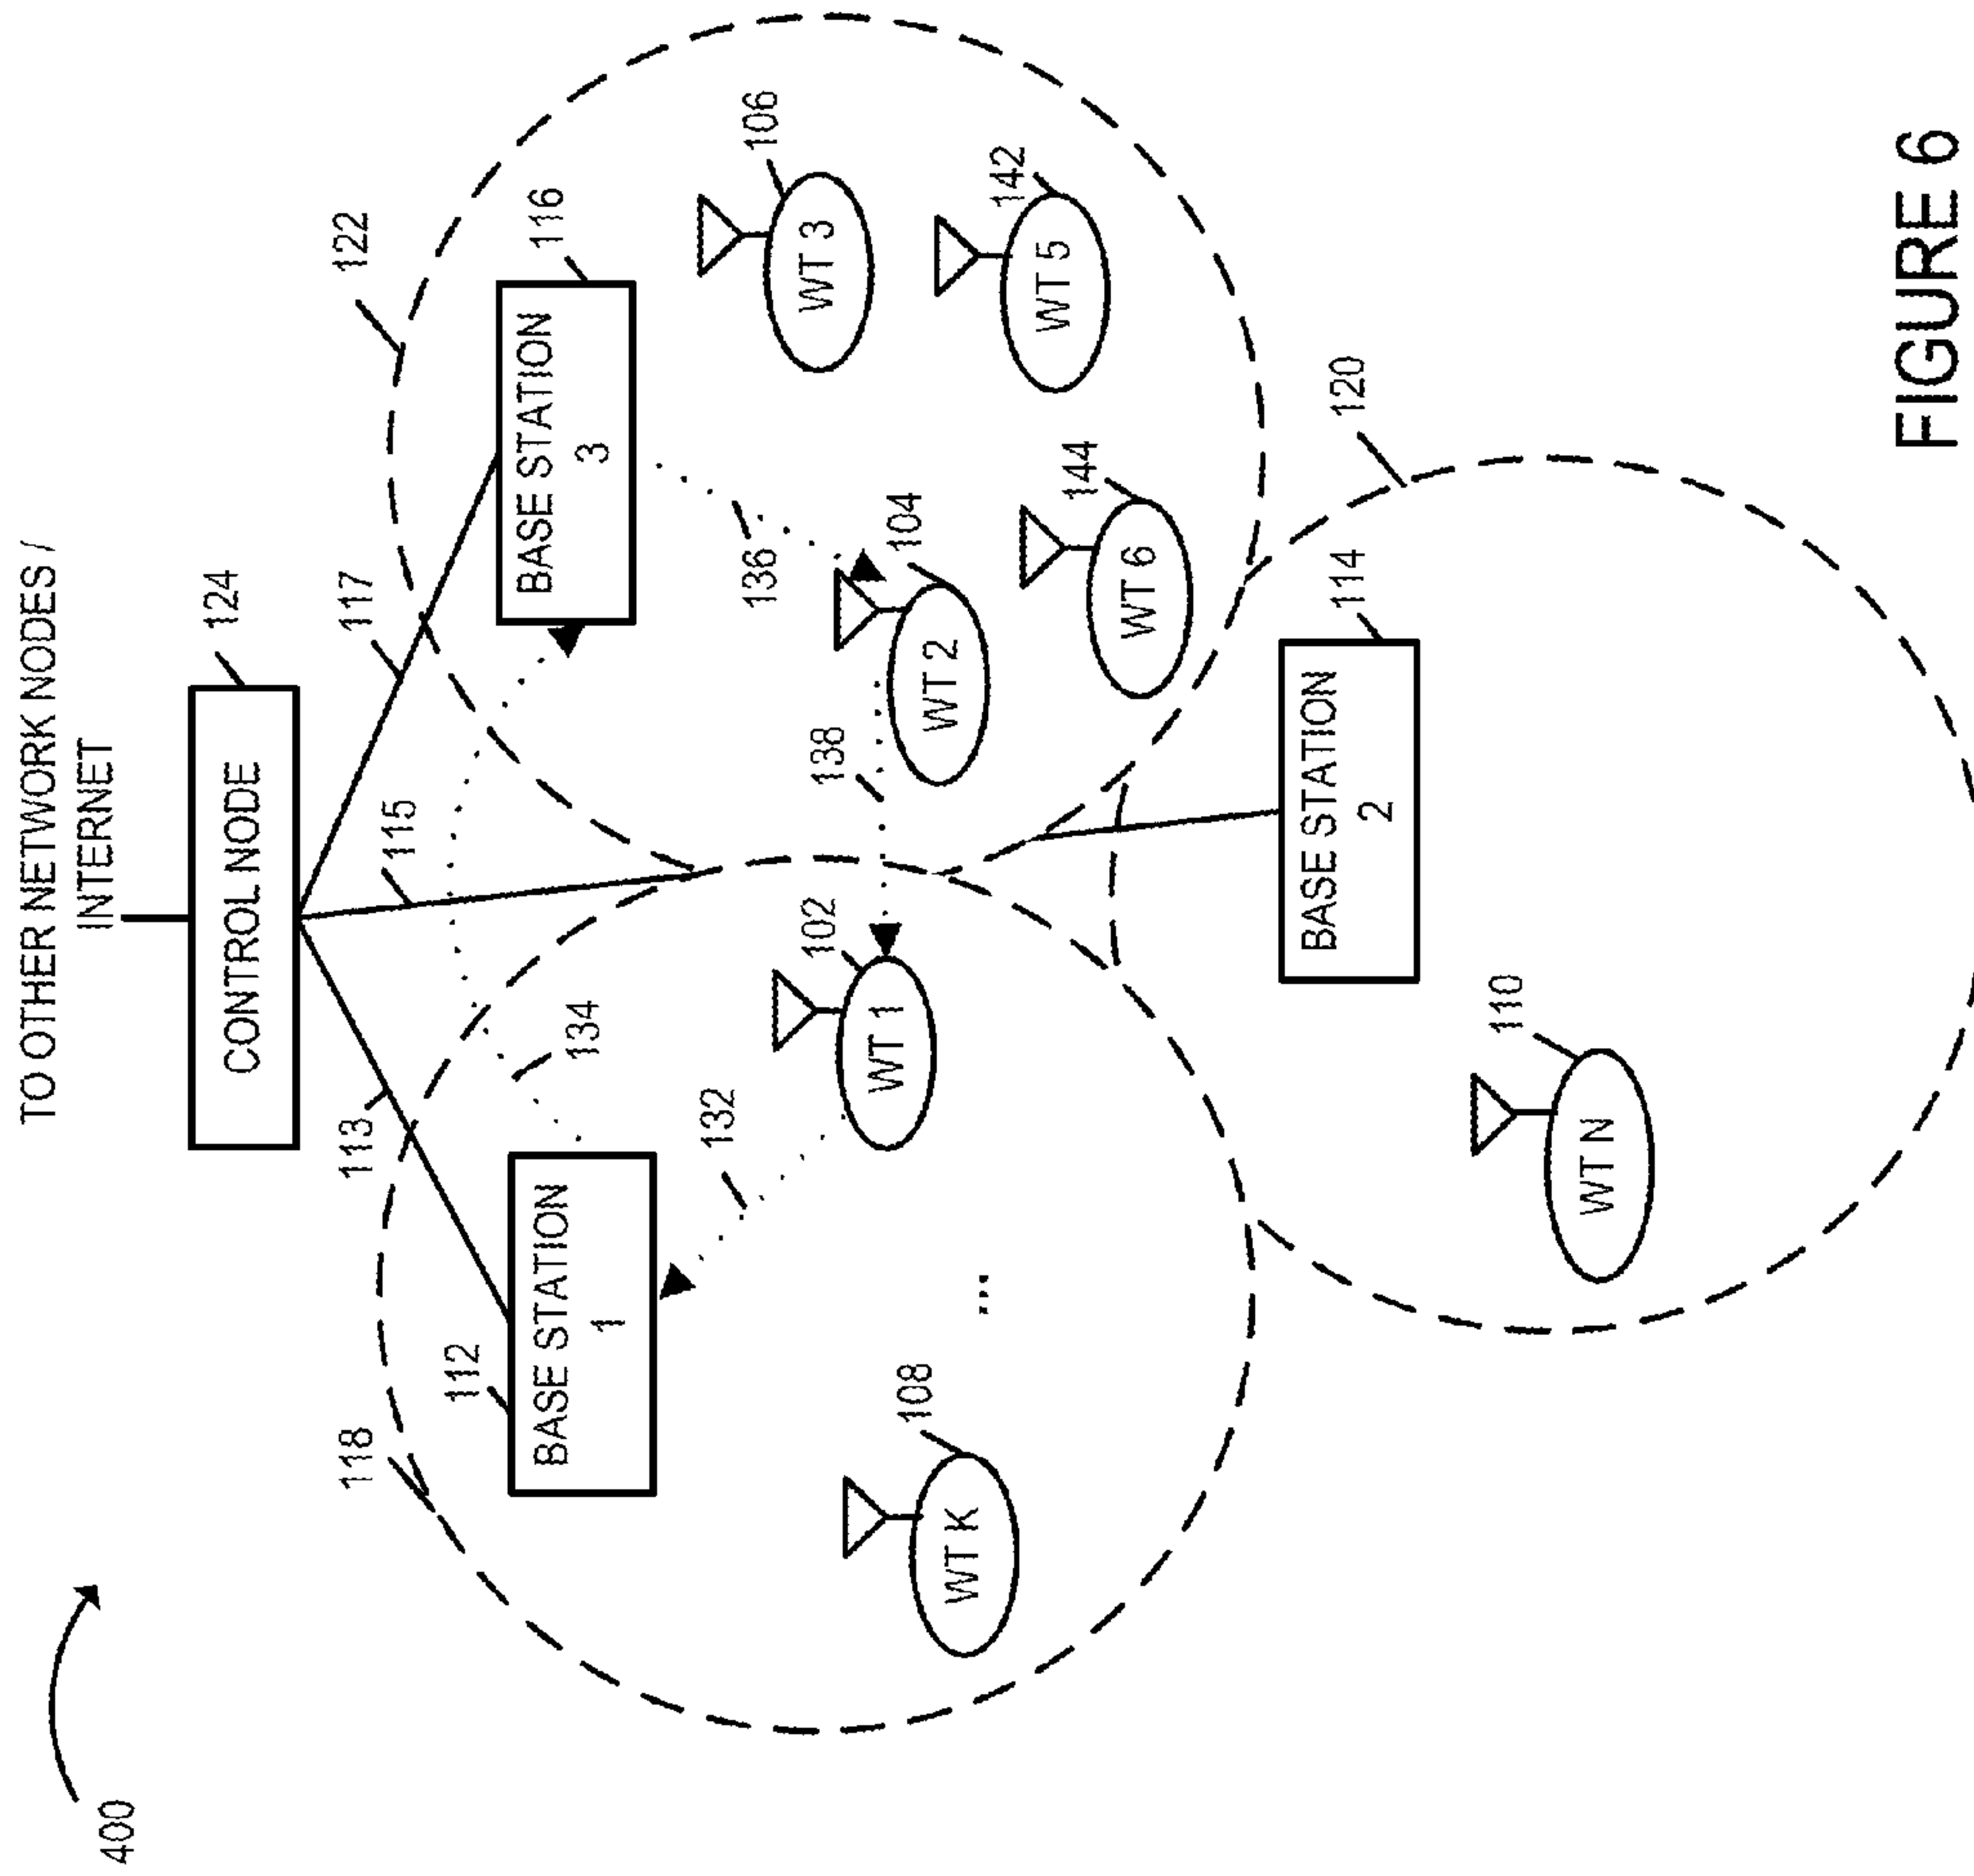 400
TO OTHER NETWORK NODES /
INTERNET
CONTROL NODE
124
113
115
117
118
112
122
116
BASE STATION
1
134
BASE STATION
3
132
136
138
102
WT 1
104
WT 2
106
WT 3
142
WT 5
144
WT 6
108
WT K
...
120
114
BASE STATION
2
110
WT N
FIGURE 6